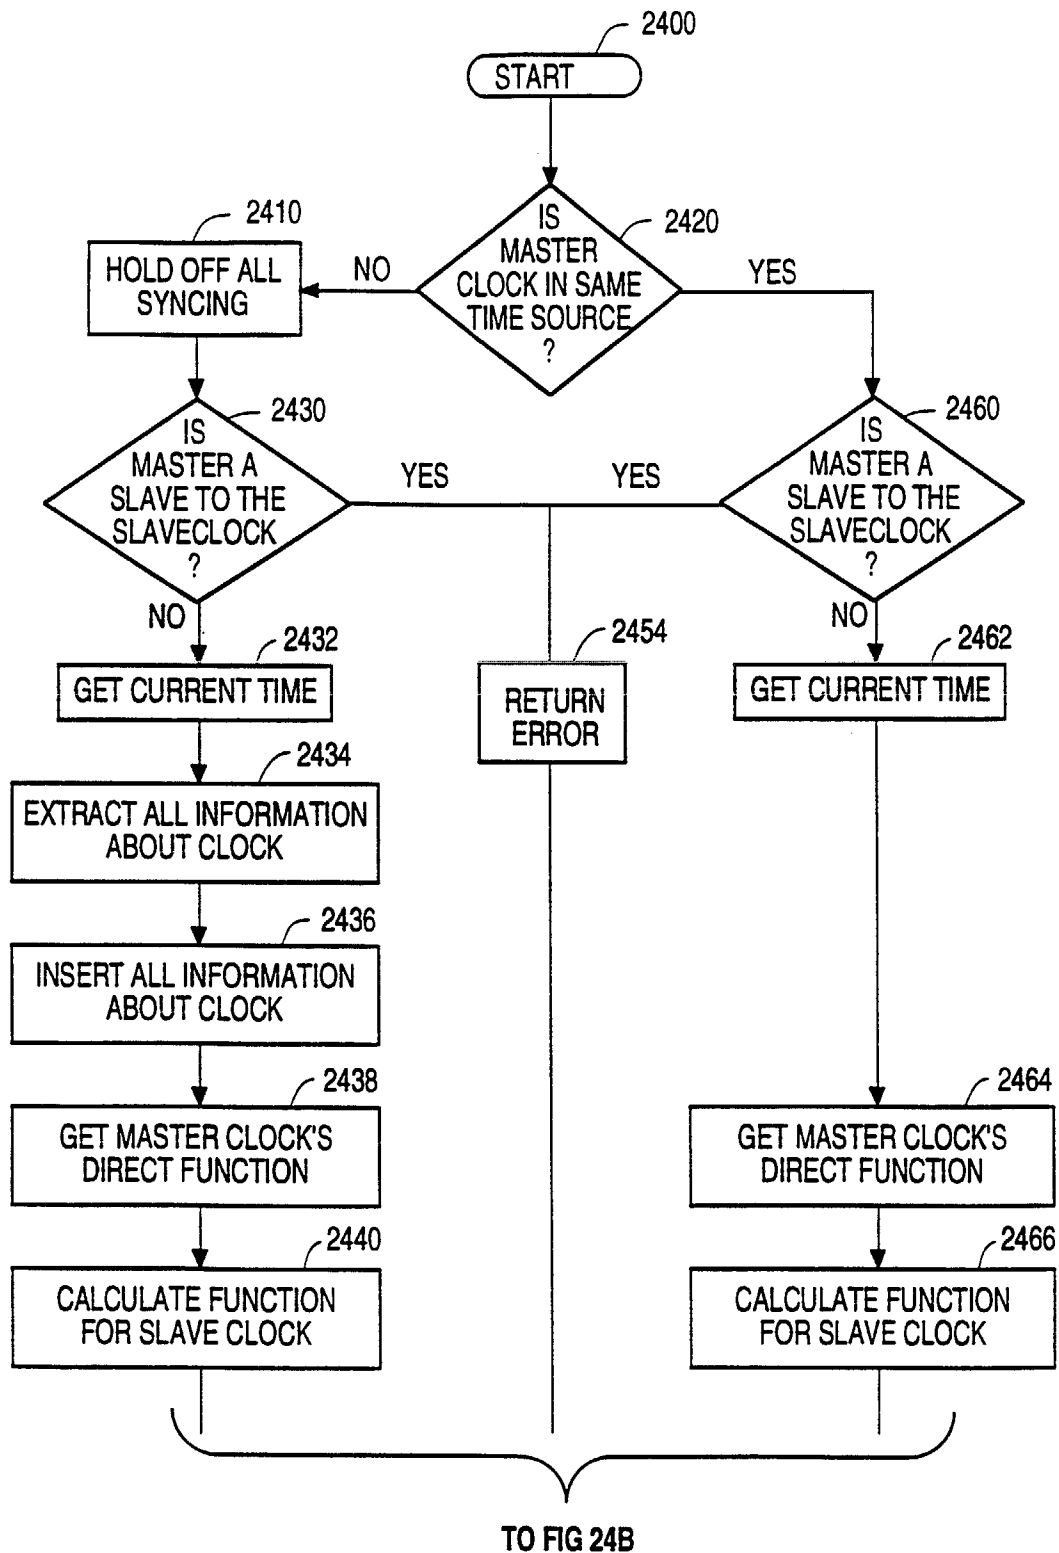 2400
START
2410
IS
MASTER
CLOCK IN SAME
TIME SOURCE
?
2420
HOLD OFF ALL
SYNCING
NO
YES
2430
IS
MASTER A
SLAVE TO THE
SLAVECLOCK
?
YES
YES
2460
IS
MASTER A
SLAVE TO THE
SLAVECLOCK
?
NO
NO
2432
GET CURRENT TIME
2454
RETURN
ERROR
2462
GET CURRENT TIME
2434
EXTRACT ALL INFORMATION
ABOUT CLOCK
2436
INSERT ALL INFORMATION
ABOUT CLOCK
2438
GET MASTER CLOCK'S
DIRECT FUNCTION
2464
GET MASTER CLOCK'S
DIRECT FUNCTION
2440
CALCULATE FUNCTION
FOR SLAVE CLOCK
2466
CALCULATE FUNCTION
FOR SLAVE CLOCK
TO FIG 24B